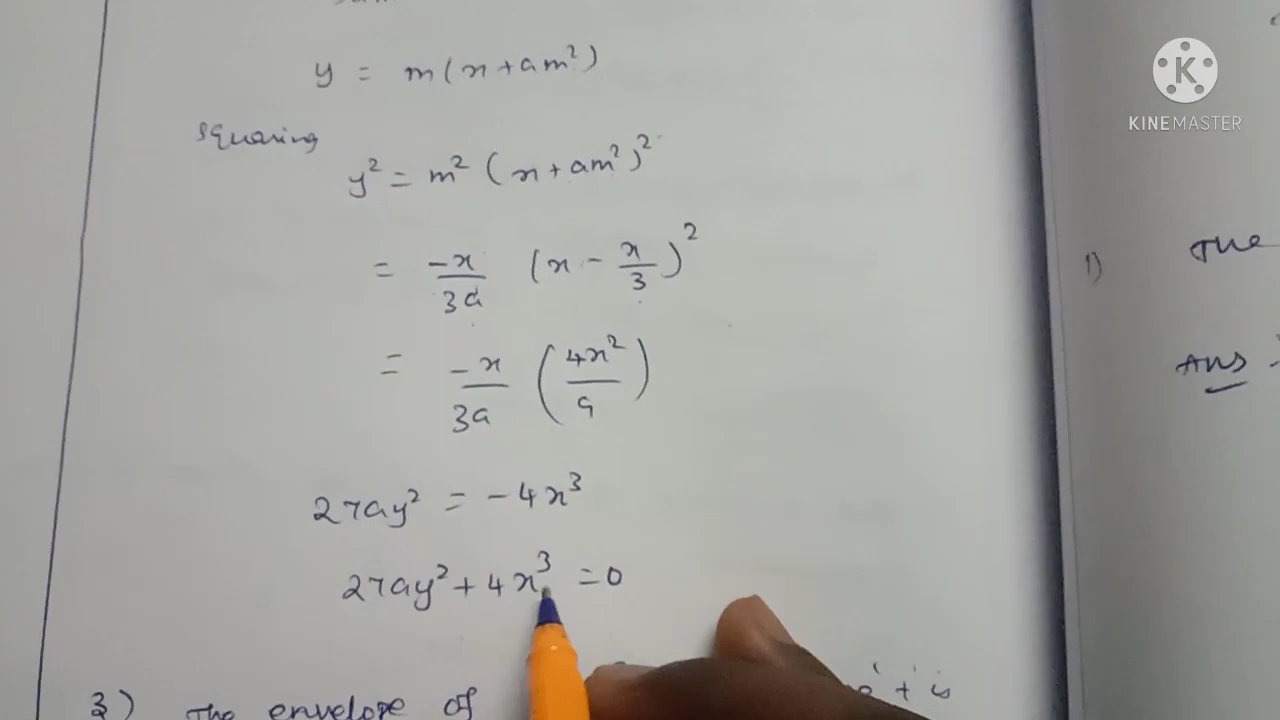 y = m(x+am²)
squaring
y² = m² (x+am²)²
= -x/3a (x - x/3)²
= -x/3a (4x²/9)
27ay² = -4x³
27ay² + 4x³ = 0
3) The envelope of
t is
1) The
Ans
KINEMASTER